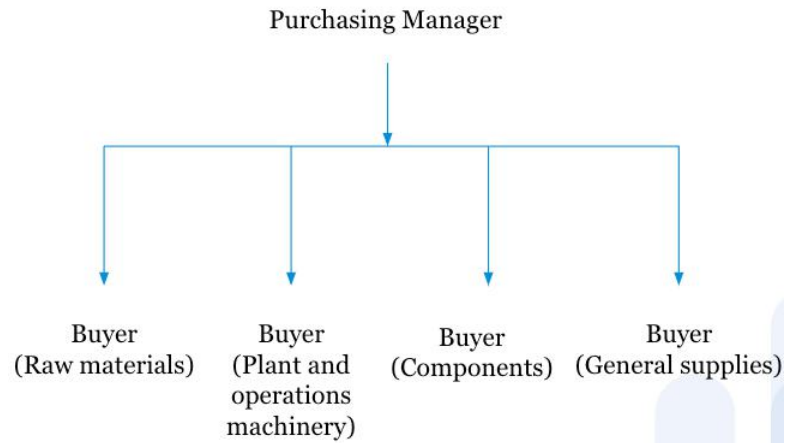 Purchasing Manager
Buyer
(Raw materials)
Buyer
(Plant and
operations
machinery)
Buyer
(Components)
Buyer
(General supplies)